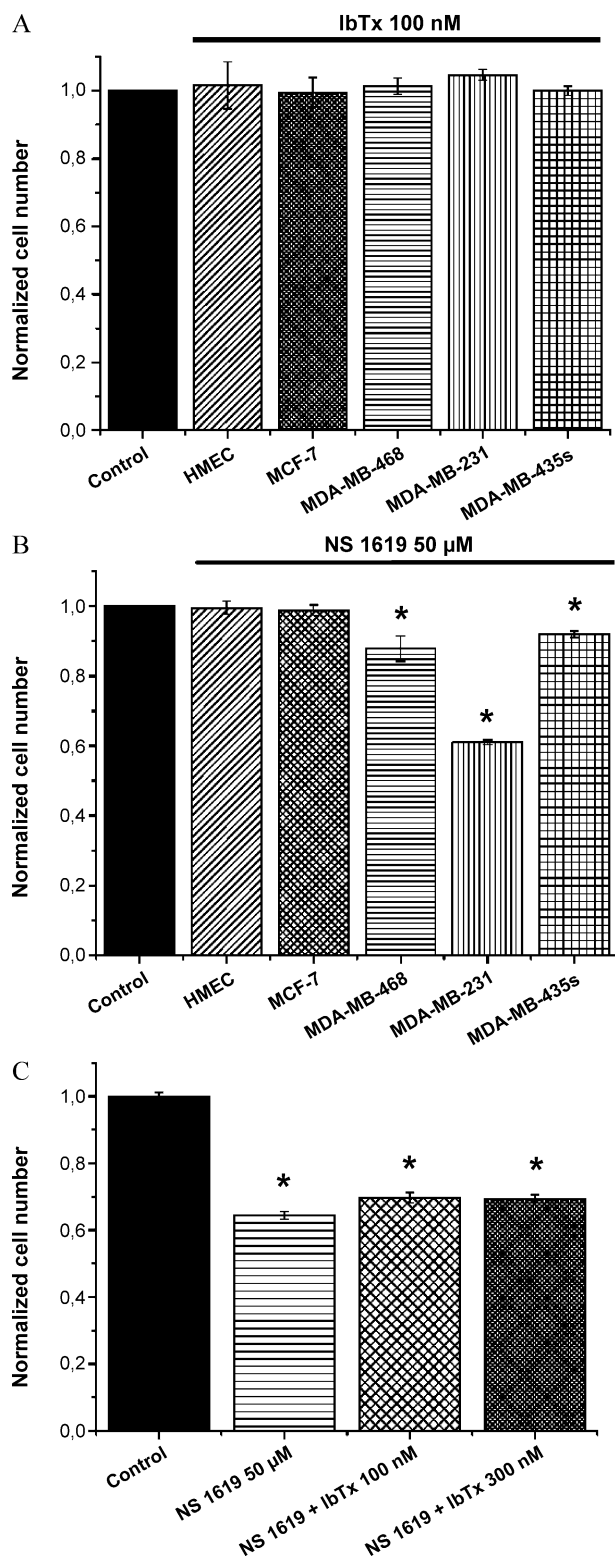 A
IbTx 100 nM
Normalized cell number
1,0
0,8
0,6
0,4
0,2
0,0
Control
HMEC
MCF-7
MDA-MB-468
MDA-MB-231
MDA-MB-435s
B
NS 1619 50 µM
Normalized cell number
1,0
0,8
0,6
0,4
0,2
0,0
*
*
*
Control
HMEC
MCF-7
MDA-MB-468
MDA-MB-231
MDA-MB-435s
C
Normalized cell number
1,0
0,8
0,6
0,4
0,2
0,0
*
*
*
Control
NS 1619 50 µM
NS 1619 + IbTx 100 nM
NS 1619 + IbTx 300 nM